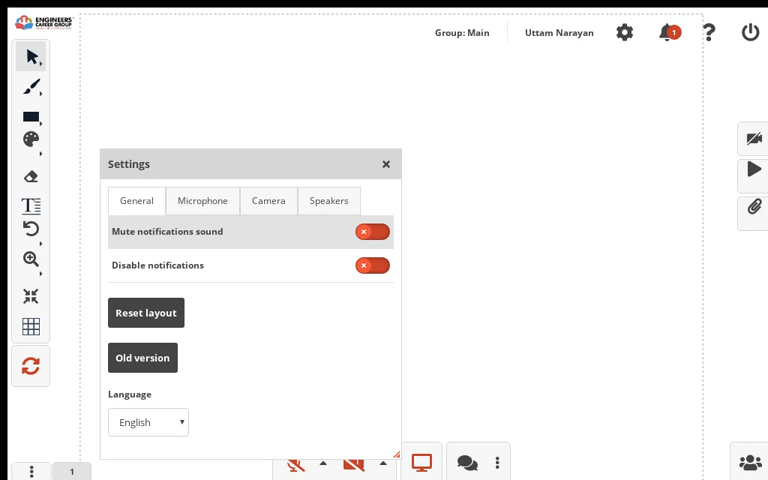 ENGINEERS
CAREER GROUP
Group: Main
Uttam Narayan
1
Settings
General
Microphone
Camera
Speakers
Mute notifications sound
Disable notifications
Reset layout
Old version
Language
English
1